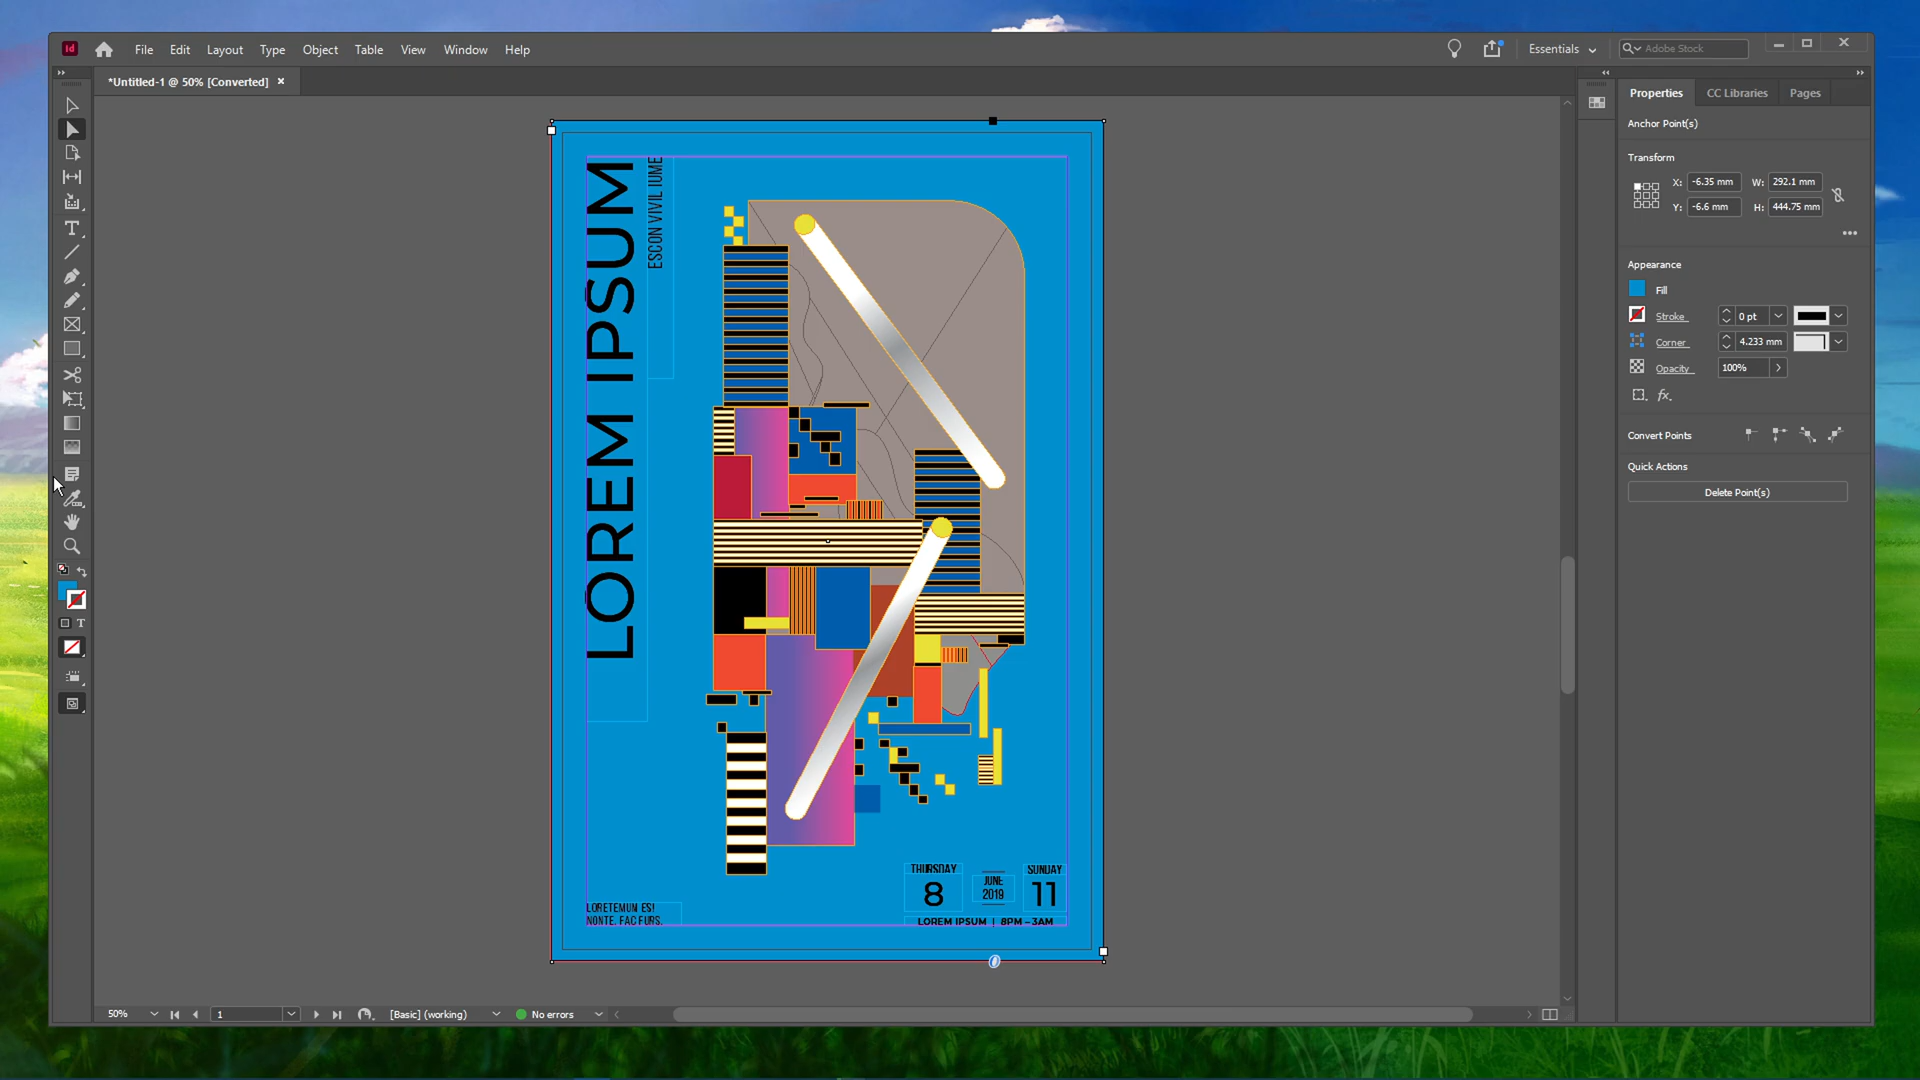 Id
File
Edit
Layout
Type
Object
Table
View
Window
Help
Essentials
Adobe Stock
*Untitled-1 @ 50% [Converted]
Properties
CC Libraries
Pages
Anchor Point(s)
Transform
X: -6.35 mm
W: 292.1 mm
Y: -6.6 mm
H: 444.75 mm
Appearance
Fill
Stroke
0 pt
Corner
4.233 mm
Opacity
100%
fx.
Convert Points
Quick Actions
Delete Point(s)
LOREM IPSUM
ESCON VIVIL IUME
THURSDAY
8
JUNE
2019
SUNDAY
11
LOREM IPSUM | 8PM – 3AM
LORETEMUN ES!
NONTE, FAC FURS.
50%
1
[Basic] (working)
No errors